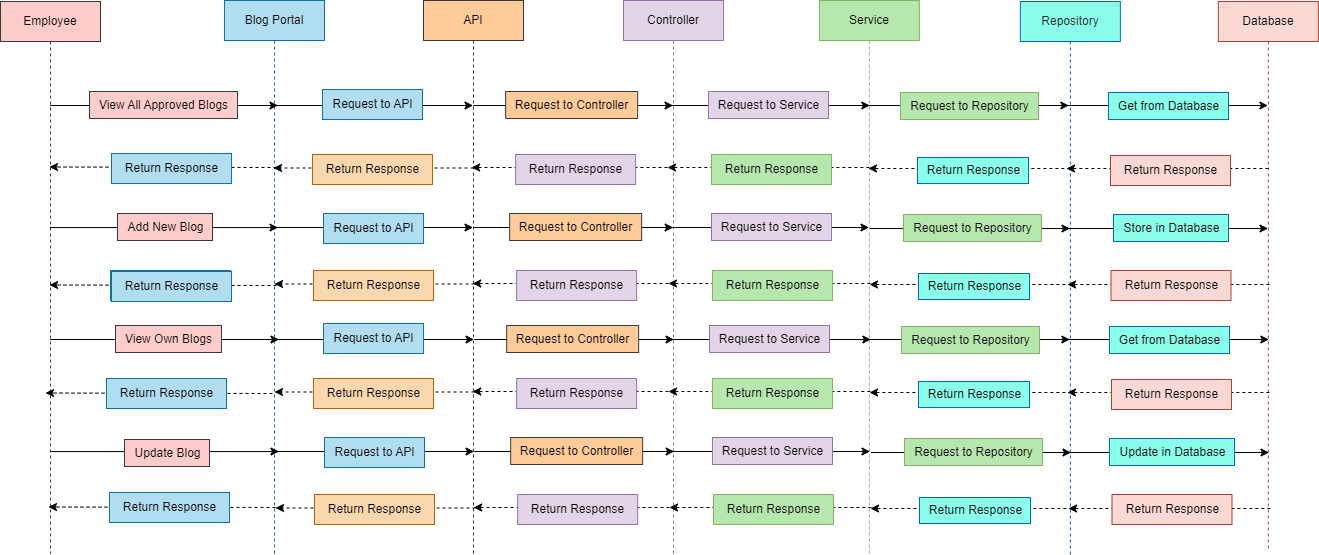 Employee
Blog Portal
API
Controller
Service
Repository
Database
View All Approved Blogs
Request to API
Request to Controller
Request to Service
Request to Repository
Get from Database
Return Response
Return Response
Return Response
Return Response
Return Response
Return Response
Add New Blog
Request to API
Request to Controller
Request to Service
Request to Repository
Store in Database
Return Response
Return Response
Return Response
Return Response
Return Response
Return Response
View Own Blogs
Request to API
Request to Controller
Request to Service
Request to Repository
Get from Database
Return Response
Return Response
Return Response
Return Response
Return Response
Return Response
Update Blog
Request to API
Request to Controller
Request to Service
Request to Repository
Update in Database
Return Response
Return Response
Return Response
Return Response
Return Response
Return Response